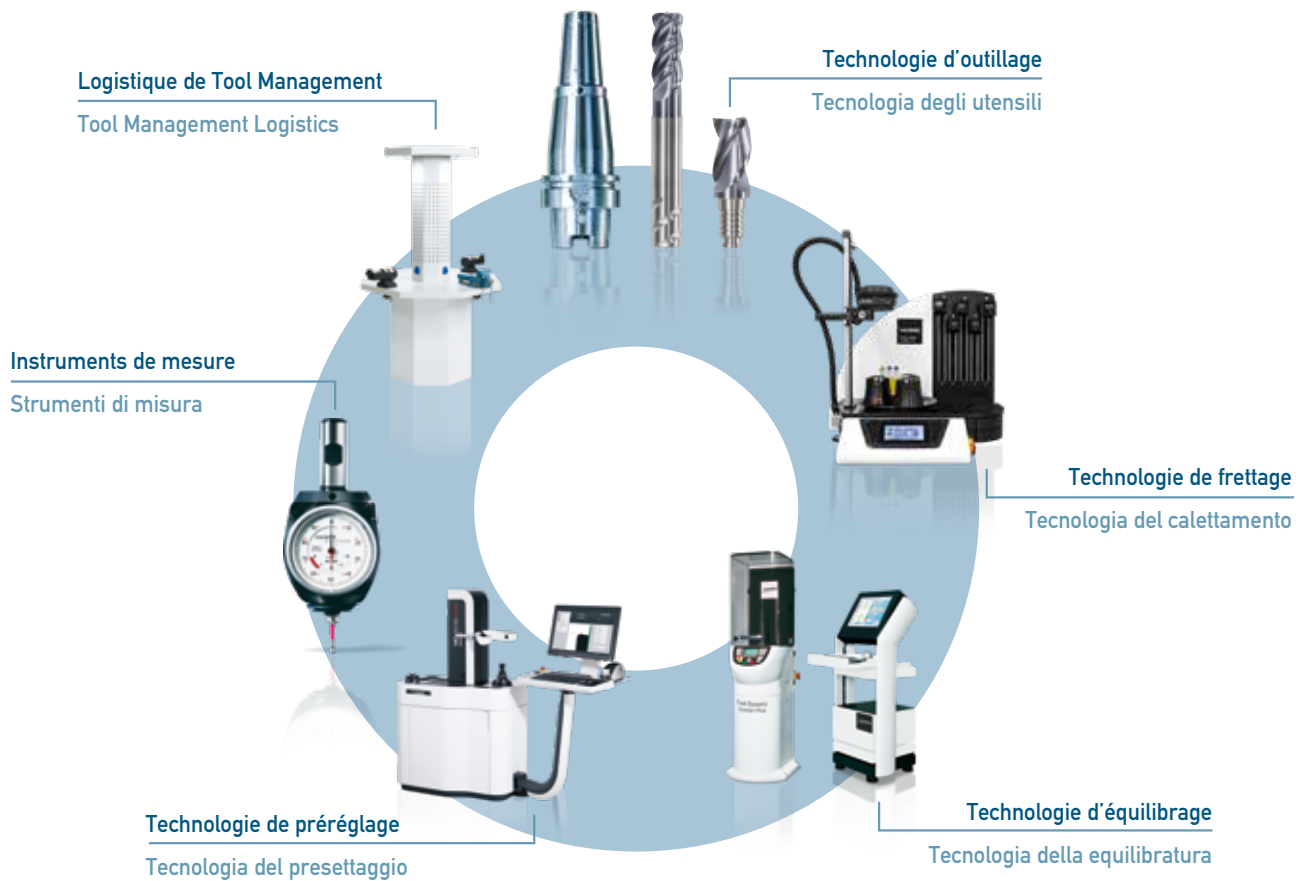 Logistique de Tool Management
Tool Management Logistics
Technologie d’outillage
Tecnologia degli utensili
Instruments de mesure
Strumenti di misura
Technologie de frettage
Tecnologia del calettamento
Technologie de préréglage
Tecnologia del presettaggio
Technologie d’équilibrage
Tecnologia della equilibratura